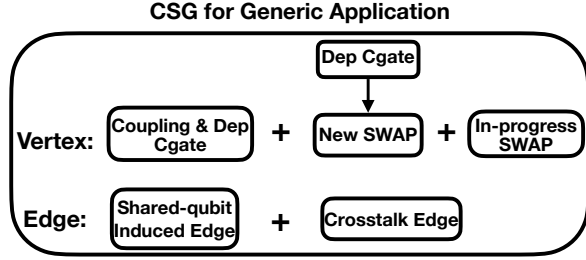 CSG for Generic Application
Dep Cgate
Vertex:
Coupling & Dep
Cgate
+
New SWAP
+
In-progress
SWAP
Edge:
Shared-qubit
Induced Edge
+
Crosstalk Edge